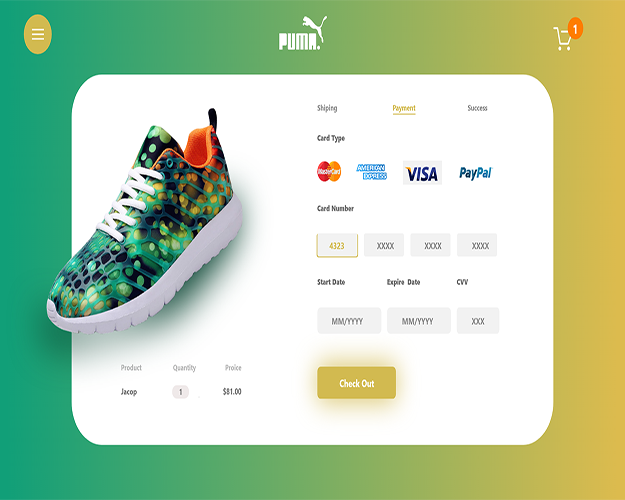 PUMA.
1
Shiping Payment Success
Card Type
MasterCard AMERICAN EXPRESS VISA PayPal
Card Number
4323 XXXX XXXX XXXX
Start Date Expire Date CVV
MM/YYYY MM/YYYY XXX
Check Out
Product Quantity Proice
Jacop 1 $81.00